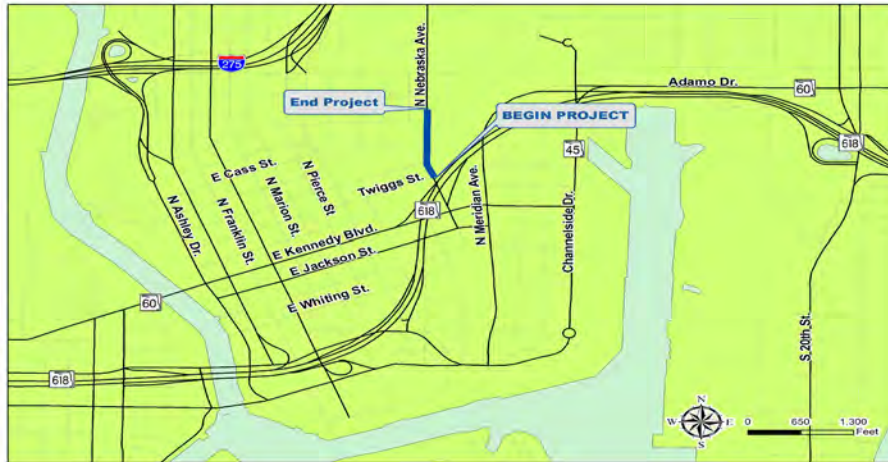 N Nebraska Ave.
275
Adamo Dr.
60
End Project
BEGIN PROJECT
618
45
E Cass St.
N Pierce St
Twiggs St.
N Marion St.
N Meridian Ave.
N Ashley Dr.
N Franklin St.
618
Channelside Dr.
E Kennedy Blvd.
E Jackson St.
E Whiting St.
60
S 20th St.
618
N
W E
S
0 650 1,300
Feet